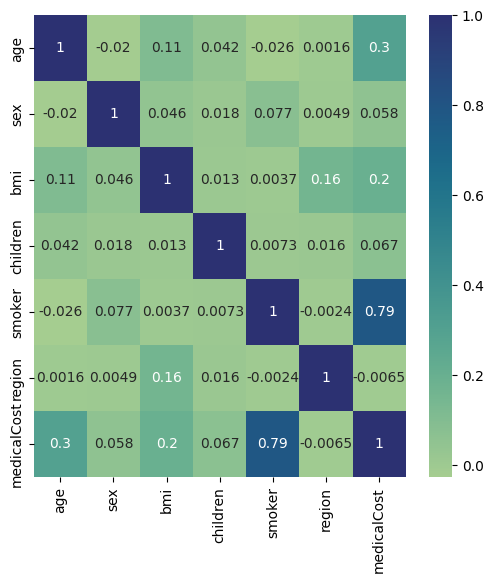 age 1 -0.02 0.11 0.042 -0.026 0.0016 0.3
sex -0.02 1 0.046 0.018 0.077 0.0049 0.058
bmi 0.11 0.046 1 0.013 0.0037 0.16 0.2
children 0.042 0.018 0.013 1 0.0073 0.016 0.067
smoker -0.026 0.077 0.0037 0.0073 1 -0.0024 0.79
region 0.0016 0.0049 0.16 0.016 -0.0024 1 -0.0065
medicalCost 0.3 0.058 0.2 0.067 0.79 -0.0065 1
age sex bmi children smoker region medicalCost
1.0
0.8
0.6
0.4
0.2
0.0